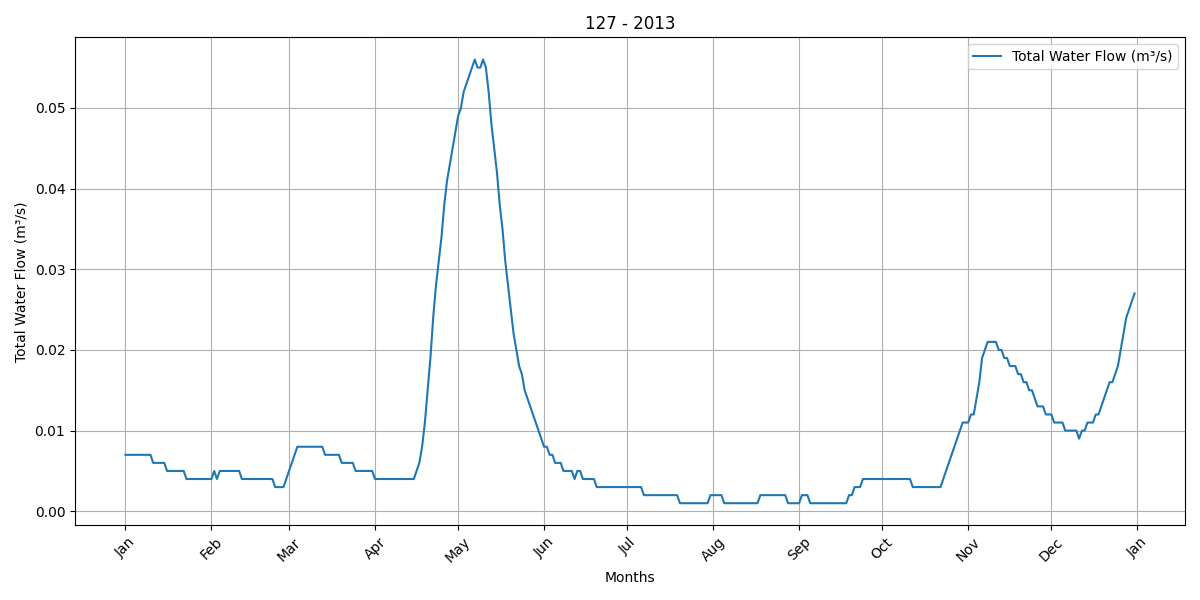 127 - 2013
Total Water Flow (m³/s)
Total Water Flow (m³/s)
0.05
0.04
0.03
0.02
0.01
0.00
Jan
Feb
Mar
Apr
May
Jun
Jul
Aug
Sep
Oct
Nov
Dec
Jan
Months